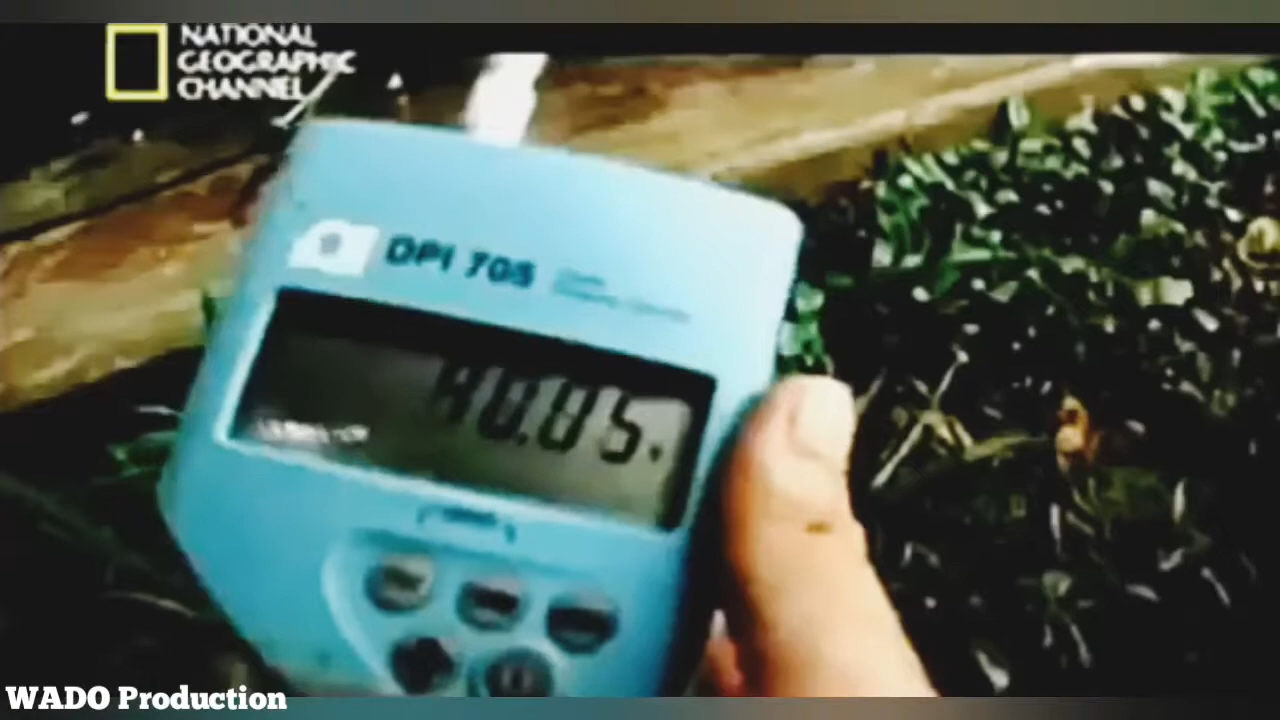 NATIONAL
GEOGRAPHIC
CHANNEL
DPI 705
80.05
WADO Production